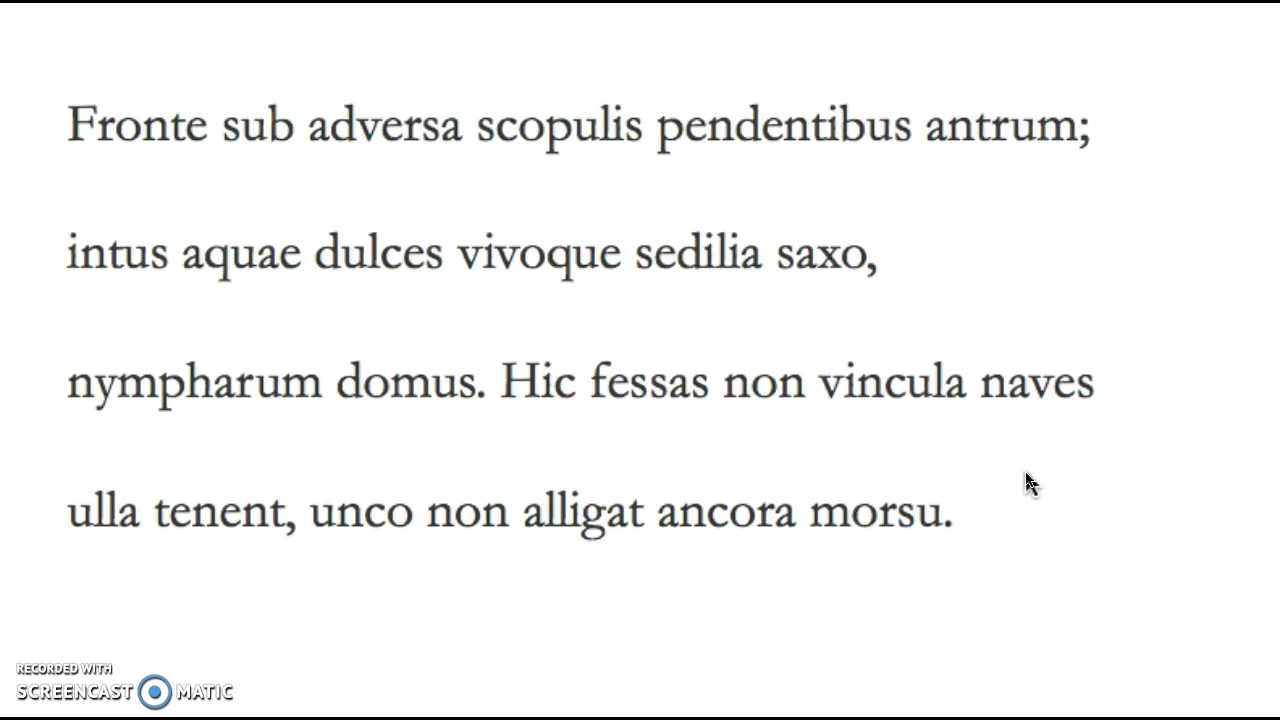 Fronte sub adversa scopulis pendentibus antrum;
intus aquae dulces vivoque sedilia saxo,
nympharum domus. Hic fessas non vincula naves
ulla tenent, unco non alligat ancora morsu.
RECORDED WITH
SCREENCAST MATIC